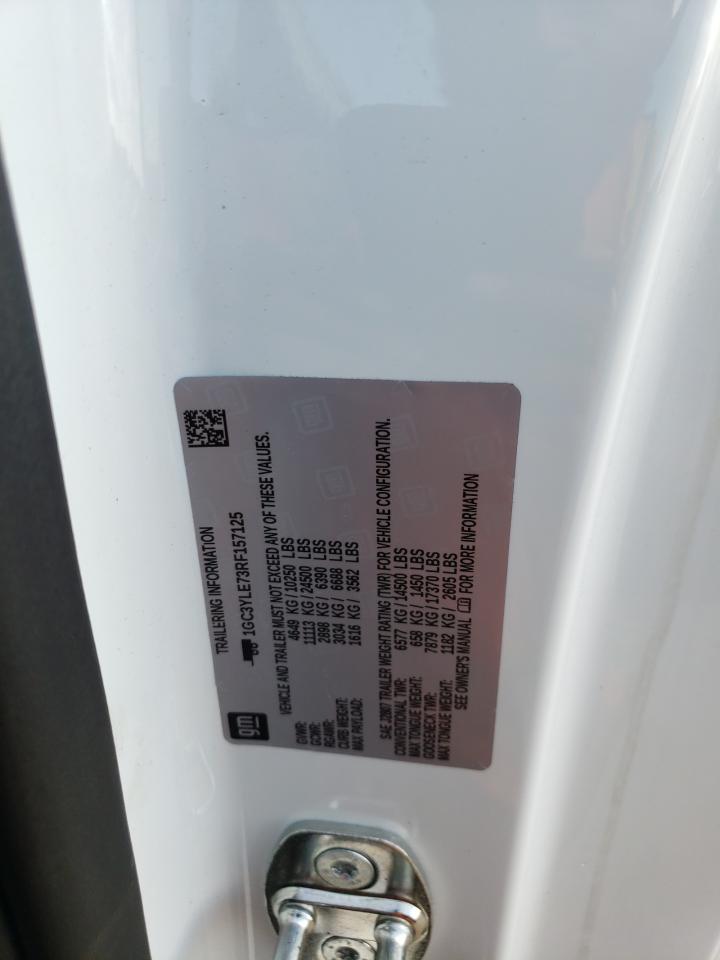 TRAILERING INFORMATION
gm 1GC3YLE73RF157125
VEHICLE AND TRAILER MUST NOT EXCEED ANY OF THESE VALUES.
GVWR: 4649 KG/10250 LBS
GCWR: 11113 KG/24500 LBS
RGAWR: 2898 KG/ 6390 LBS
CURB WEIGHT: 3034 KG/ 6688 LBS
MAX PAYLOAD: 1616 KG/ 3562 LBS
SAE J2807 TRAILER WEIGHT RATING (TWR) FOR VEHICLE CONFIGURATION.
CONVENTIONAL TWR: 6577 KG/14500 LBS
MAX TONGUE WEIGHT: 658 KG/ 1450 LBS
GOOSENECK TWR: 7879 KG/17370 LBS
MAX TONGUE WEIGHT: 1182 KG/ 2605 LBS
SEE OWNER'S MANUAL FOR MORE INFORMATION